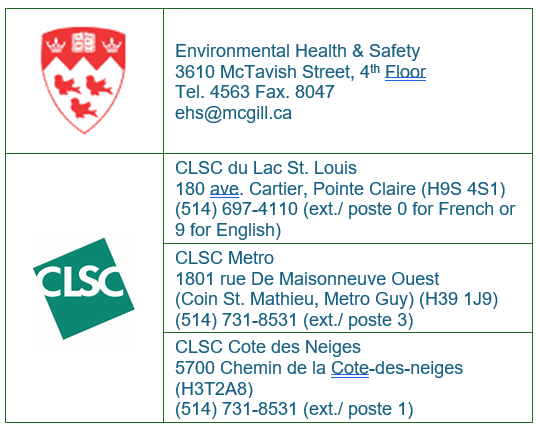 Environmental Health & Safety
3610 McTavish Street, 4th Floor
Tel. 4563 Fax. 8047
ehs@mcgill.ca
CLSC
CLSC du Lac St. Louis
180 ave. Cartier, Pointe Claire (H9S 4S1)
(514) 697-4110 (ext./ poste 0 for French or
9 for English)
CLSC Metro
1801 rue De Maisonneuve Ouest
(Coin St. Mathieu, Metro Guy) (H39 1J9)
(514) 731-8531 (ext./ poste 3)
CLSC Cote des Neiges
5700 Chemin de la Cote-des-neiges
(H3T2A8)
(514) 731-8531 (ext./ poste 1)